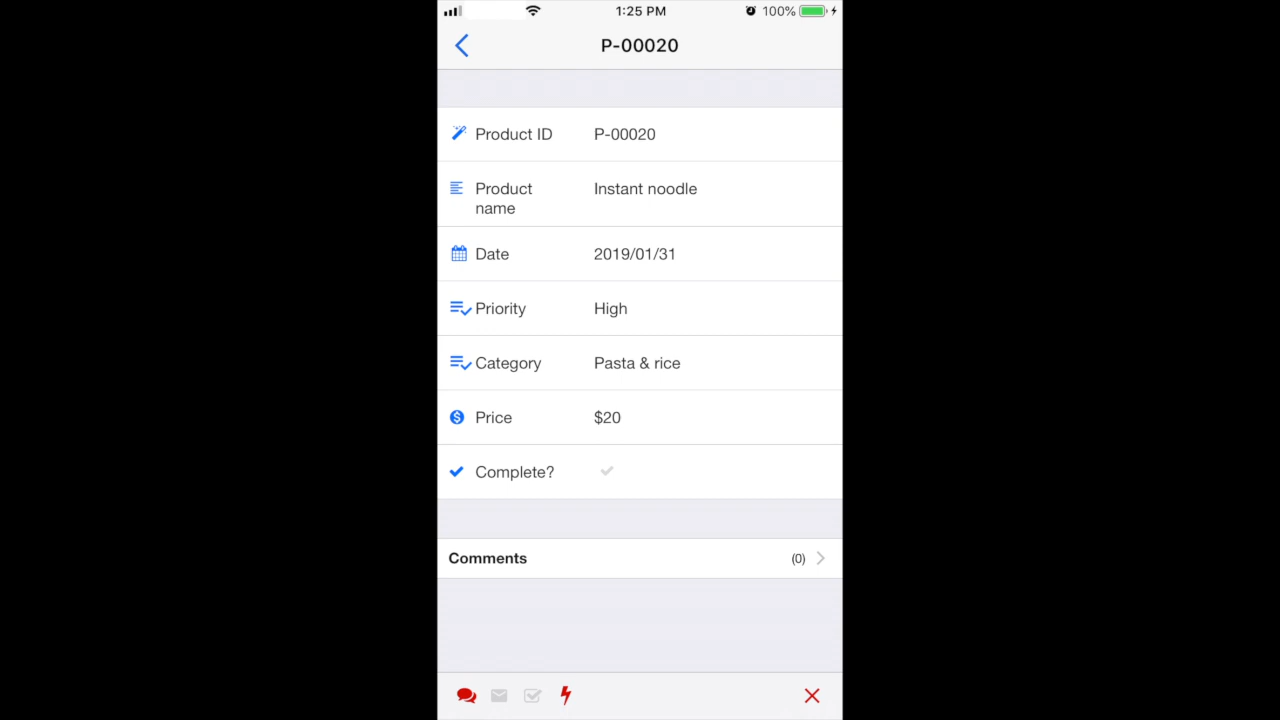 1:25 PM 100%
P-00020
Product ID P-00020
Product Instant noodle
name
Date 2019/01/31
Priority High
Category Pasta & rice
Price $20
Complete?
Comments (0)